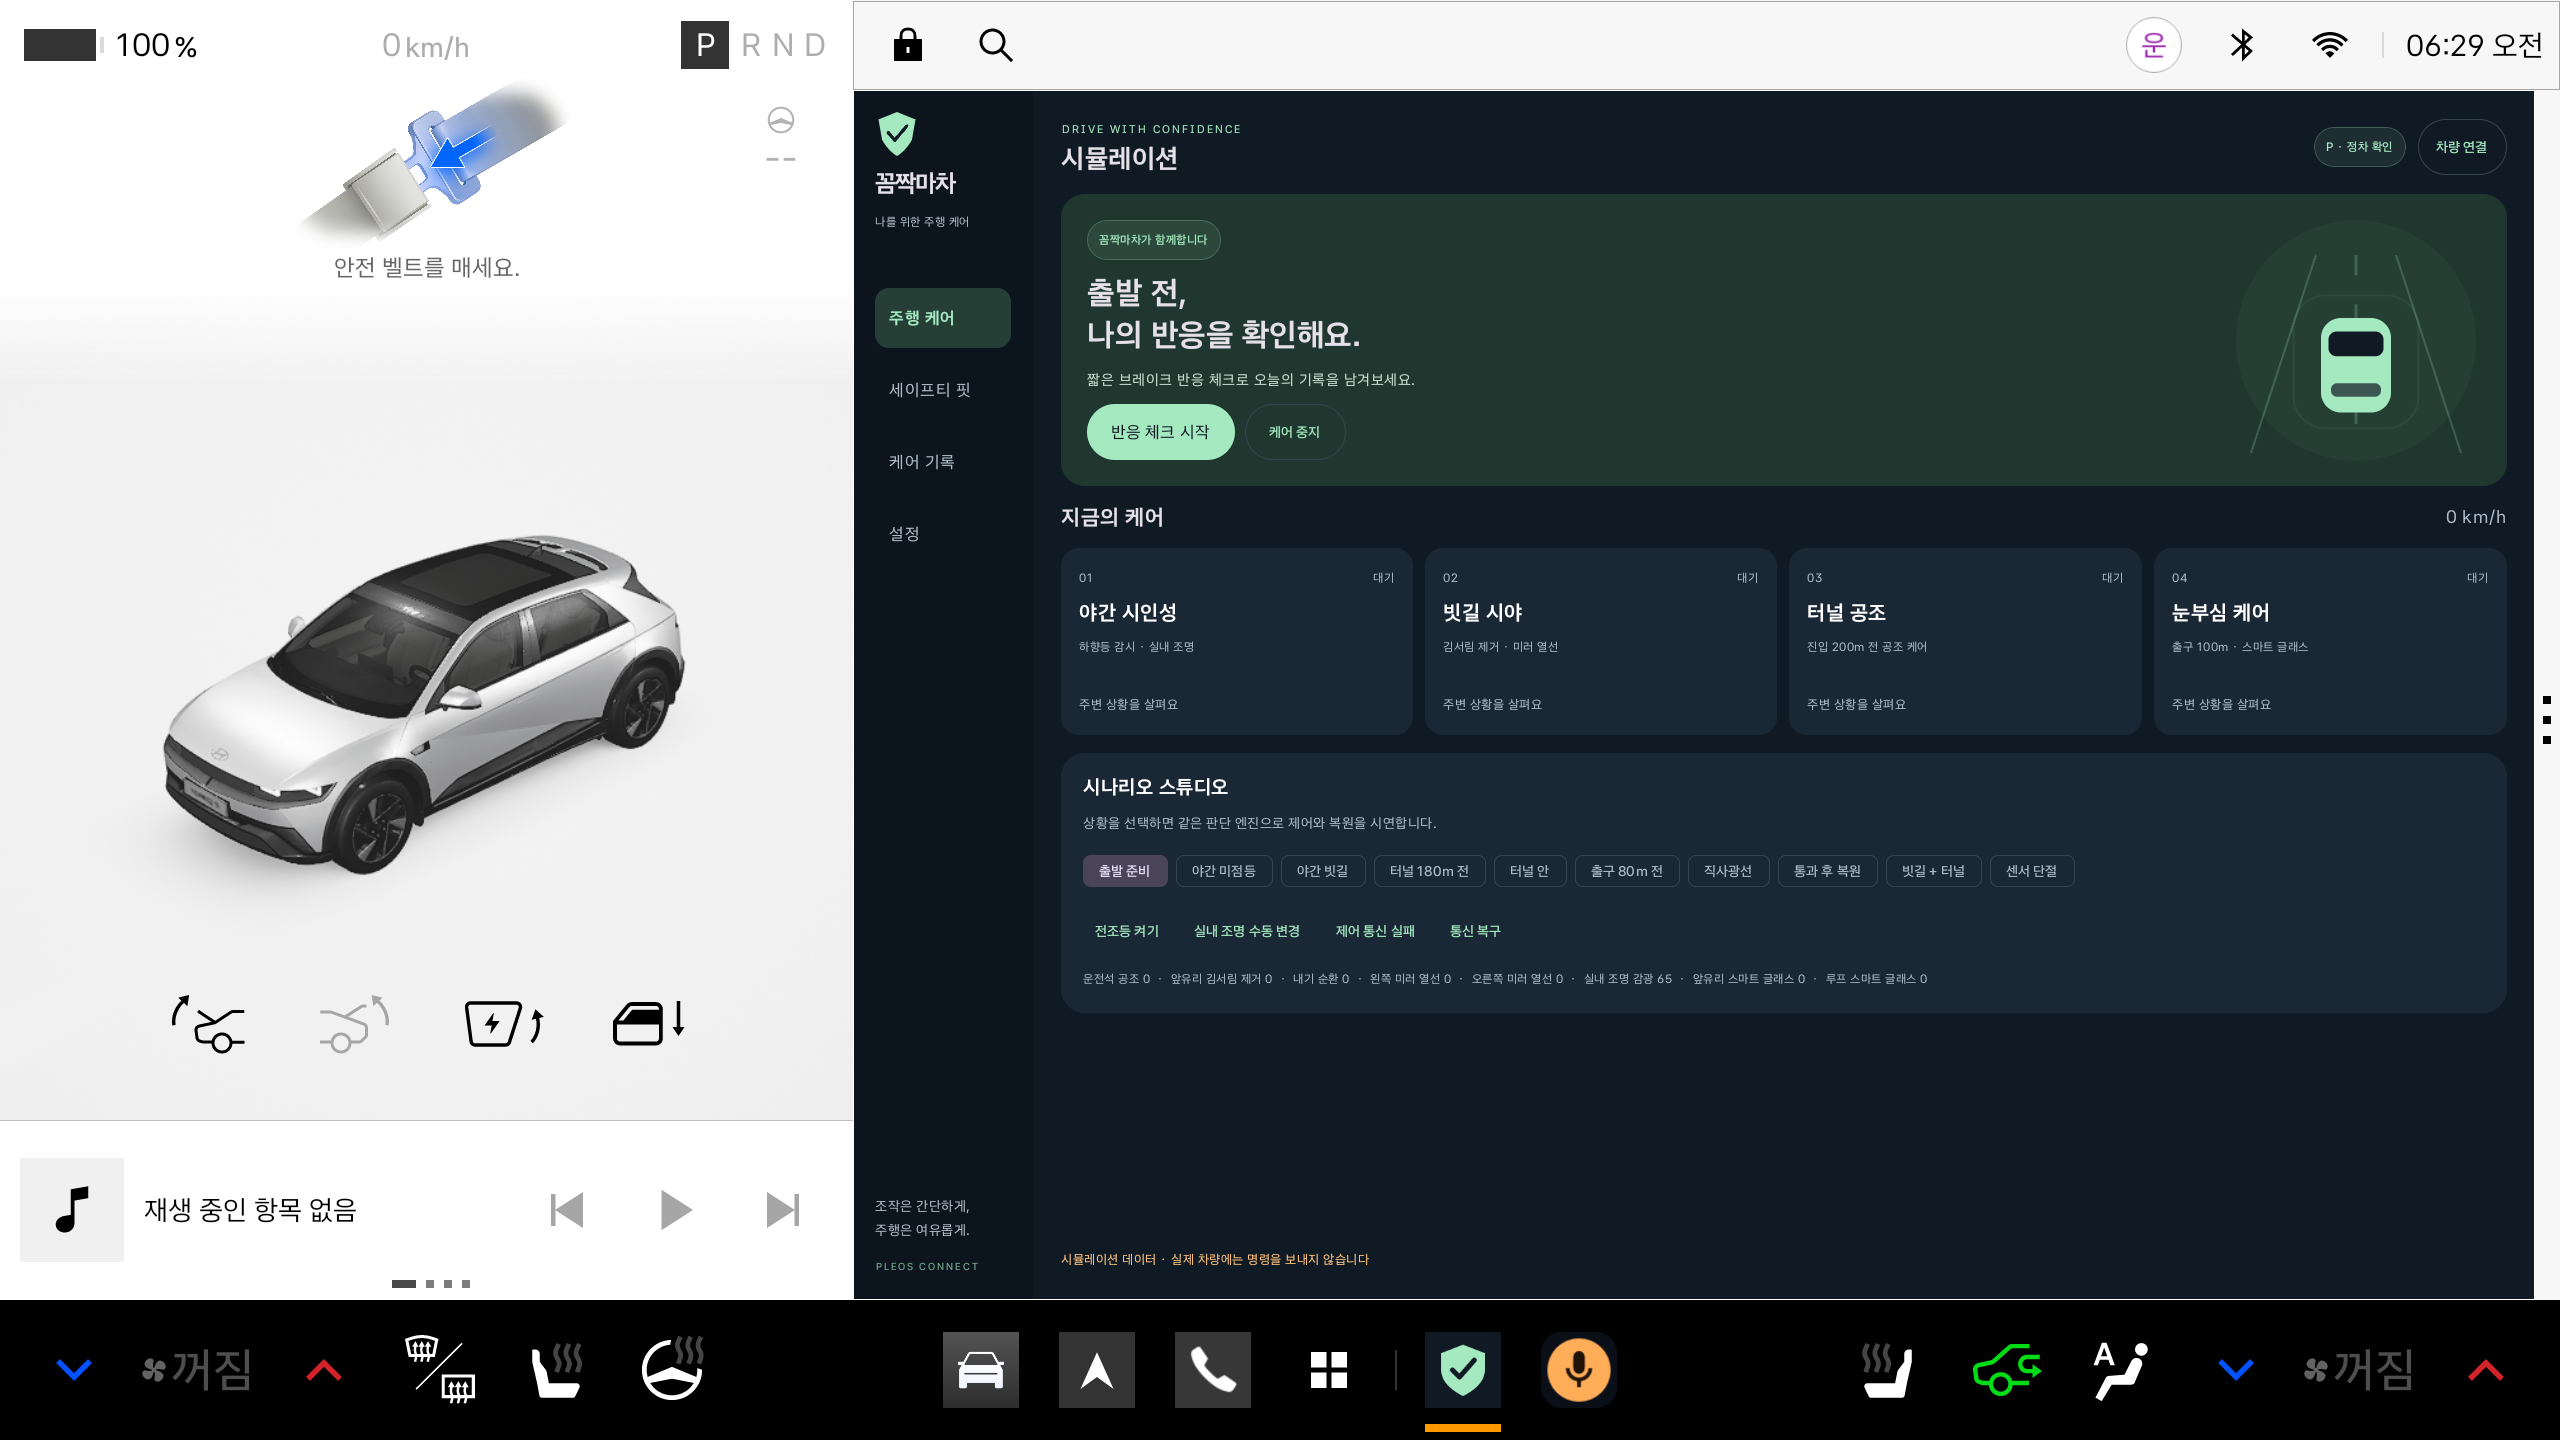 100 %
0 km/h
P R N D
안전 벨트를 매세요.
재생 중인 항목 없음
운
06:29 오전
꼼짝마차
나를 위한 주행 케어
주행 케어
세이프티 핏
케어 기록
설정
조작은 간단하게,
주행은 여유롭게.
PLEOS CONNECT
DRIVE WITH CONFIDENCE
시뮬레이션
P · 정차 확인
차량 연결
꼼짝마차가 함께합니다
출발 전,
나의 반응을 확인해요.
짧은 브레이크 반응 체크로 오늘의 기록을 남겨보세요.
반응 체크 시작
케어 중지
지금의 케어
0 km/h
01 대기
야간 시인성
하향등 감시 · 실내 조명
주변 상황을 살펴요
02 대기
빗길 시야
김서림 제거 · 미러 열선
주변 상황을 살펴요
03 대기
터널 공조
진입 200m 전 공조 케어
주변 상황을 살펴요
04 대기
눈부심 케어
출구 100m · 스마트 글래스
주변 상황을 살펴요
시나리오 스튜디오
상황을 선택하면 같은 판단 엔진으로 제어와 복원을 시연합니다.
출발 준비 야간 미점등 야간 빗길 터널 180m 전 터널 안 출구 80m 전 직사광선 통과 후 복원 빗길 + 터널 센서 단절
전조등 켜기 실내 조명 수동 변경 제어 통신 실패 통신 복구
운전석 공조 0 · 앞유리 김서림 제거 0 · 내기 순환 0 · 왼쪽 미러 열선 0 · 오른쪽 미러 열선 0 · 실내 조명 감광 65 · 앞유리 스마트 글래스 0 · 루프 스마트 글래스 0
시뮬레이션 데이터 · 실제 차량에는 명령을 보내지 않습니다
꺼짐
A
꺼짐